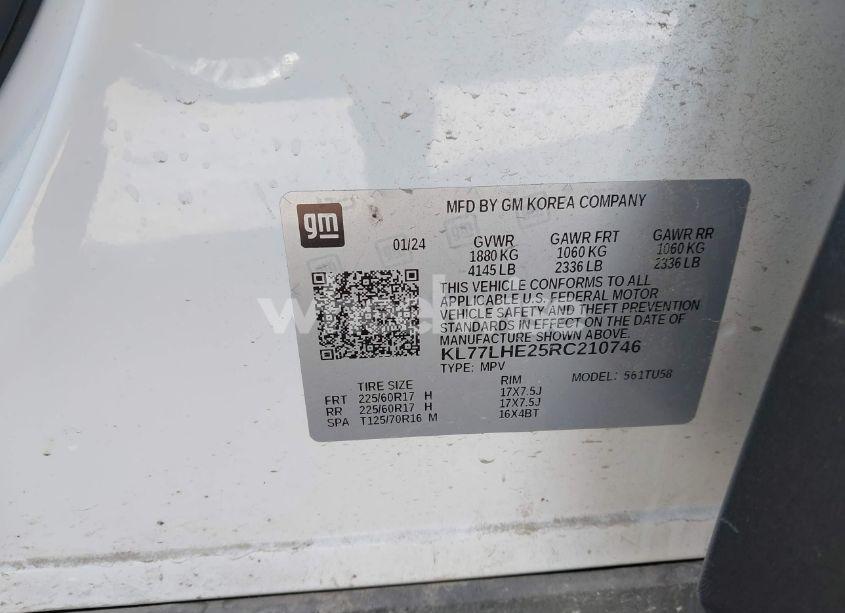 gm
MFD BY GM KOREA COMPANY
01/24 GVWR GAWR FRT GAWR RR
1880 KG 1060 KG 1060 KG
4145 LB 2336 LB 2336 LB
THIS VEHICLE CONFORMS TO ALL
APPLICABLE U.S. FEDERAL MOTOR
VEHICLE SAFETY AND THEFT PREVENTION
STANDARDS IN EFFECT ON THE DATE OF
MANUFACTURE SHOWN ABOVE.
KL77LHE25RC210746
TYPE: MPV MODEL: 561TU58
TIRE SIZE RIM
FRT 225/60R17 H 17X7.5J
RR 225/60R17 H 17X7.5J
SPA T125/70R16 M 16X4BT